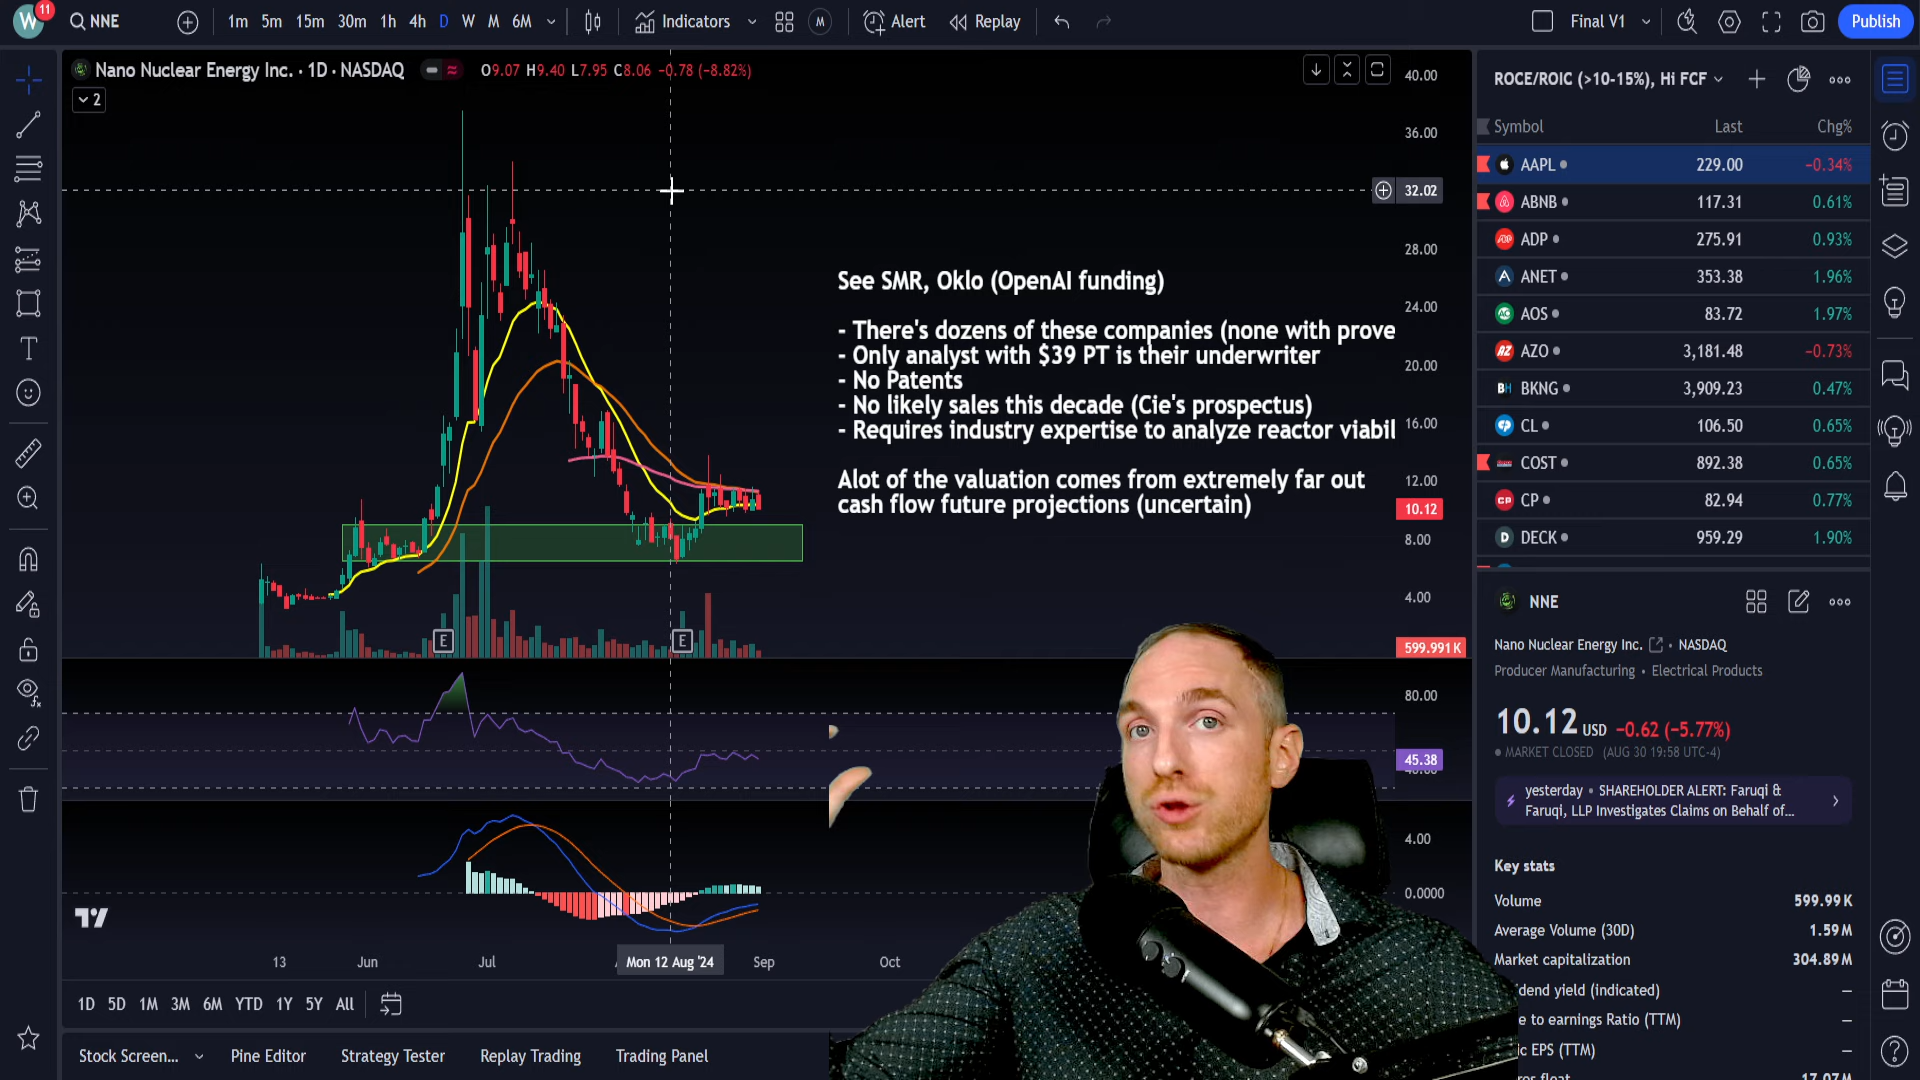 W
11
NNE
1m 5m 15m 30m 1h 4h D W M 6M
Indicators
M
Alert
Replay
Final V1
Publish
Nano Nuclear Energy Inc. · 1D · NASDAQ
O9.07 H9.40 L7.95 C8.06 −0.78 (−8.82%)
2
40.00
36.00
32.02
28.00
24.00
20.00
16.00
12.00
10.12
8.00
4.00
599.991K
See SMR, Oklo (OpenAI funding)
- There's dozens of these companies (none with prove
- Only analyst with $39 PT is their underwriter
- No Patents
- No likely sales this decade (Cie's prospectus)
- Requires industry expertise to analyze reactor viabil
Alot of the valuation comes from extremely far out
cash flow future projections (uncertain)
E
E
80.00
45.38
4.00
0.0000
13 Jun Jul Mon 12 Aug '24 Sep Oct
1D 5D 1M 3M 6M YTD 1Y 5Y All
Stock Screen... Pine Editor Strategy Tester Replay Trading Trading Panel
ROCE/ROIC (>10-15%), Hi FCF
Symbol Last Chg%
AAPL 229.00 −0.34%
ABNB 117.31 0.61%
ADP 275.91 0.93%
ANET 353.38 1.96%
AOS 83.72 1.97%
AZO 3,181.48 −0.73%
BKNG 3,909.23 0.47%
CL 106.50 0.65%
COST 892.38 0.65%
CP 82.94 0.77%
DECK 959.29 1.90%
NNE
Nano Nuclear Energy Inc. • NASDAQ
Producer Manufacturing • Electrical Products
10.12 USD −0.62 (−5.77%)
MARKET CLOSED (AUG 30 19:58 UTC-4)
yesterday • SHAREHOLDER ALERT: Faruqi &
Faruqi, LLP Investigates Claims on Behalf of...
Key stats
Volume 599.99K
Average Volume (30D) 1.59M
Market capitalization 304.89M
dend yield (indicated) —
e to earnings Ratio (TTM) —
c EPS (TTM) —
17.07M